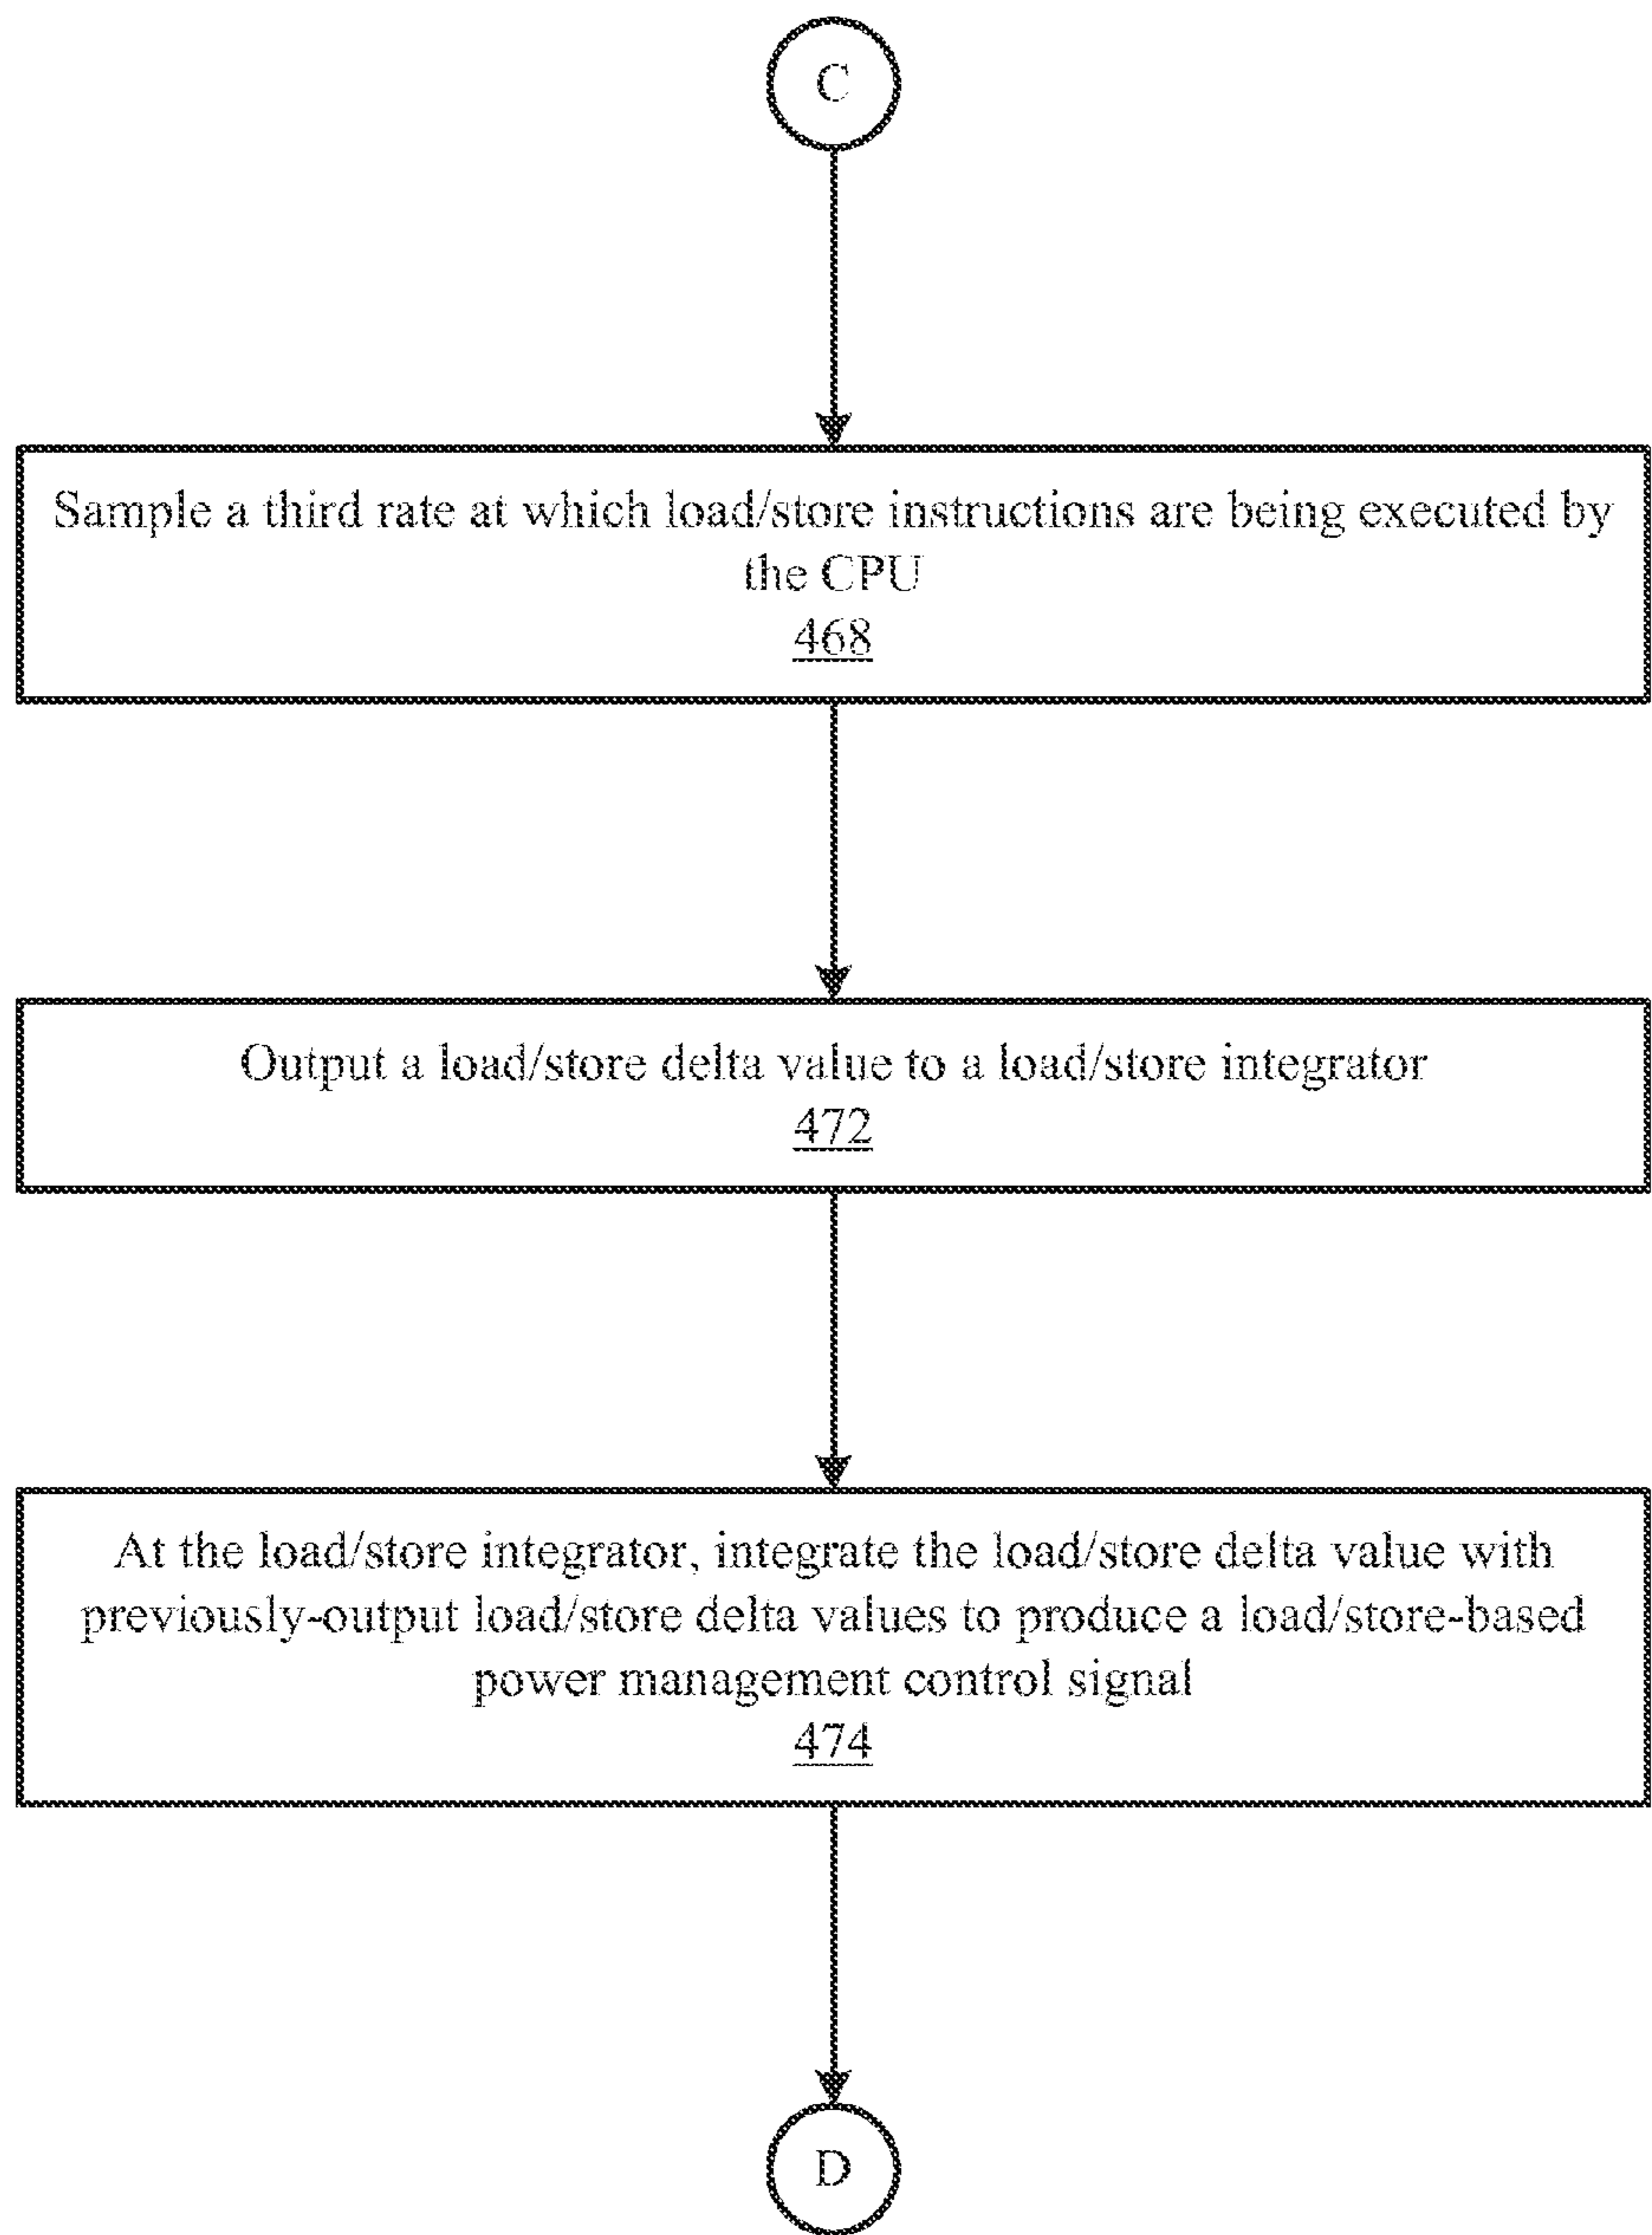 C
Sample a third rate at which load/store instructions are being executed by
the CPU
468
Output a load/store delta value to a load/store integrator
472
At the load/store integrator, integrate the load/store delta value with
previously-output load/store delta values to produce a load/store-based
power management control signal
474
D